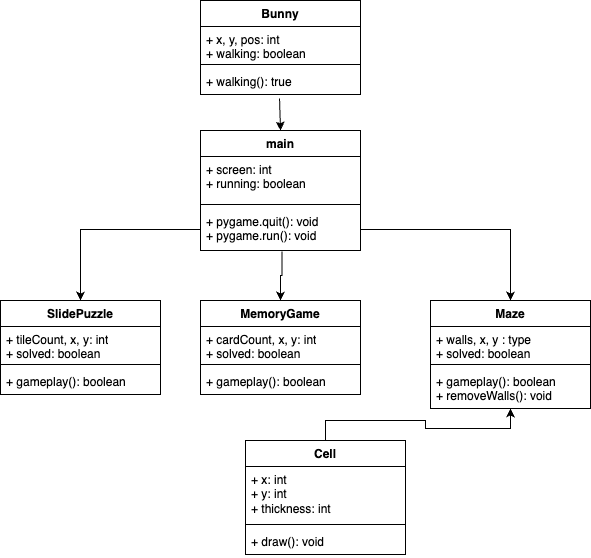 Bunny
+ x, y, pos: int
+ walking: boolean
+ walking(): true
main
+ screen: int
+ running: boolean
+ pygame.quit(): void
+ pygame.run(): void
SlidePuzzle
+ tileCount, x, y: int
+ solved: boolean
+ gameplay(): boolean
MemoryGame
+ cardCount, x, y: int
+ solved: boolean
+ gameplay(): boolean
Maze
+ walls, x, y : type
+ solved: boolean
+ gameplay(): boolean
+ removeWalls(): void
Cell
+ x: int
+ y: int
+ thickness: int
+ draw(): void